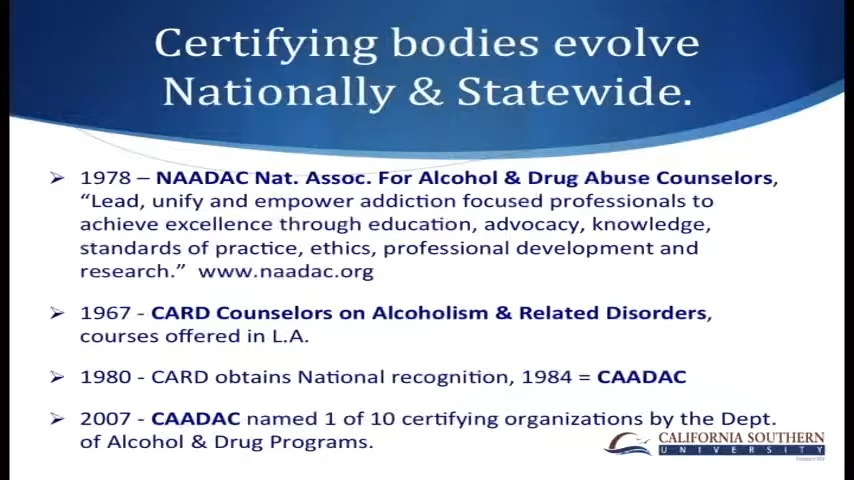 Certifying bodies evolve
Nationally & Statewide.
➢ 1978 – NAADAC Nat. Assoc. For Alcohol & Drug Abuse Counselors,
“Lead, unify and empower addiction focused professionals to
achieve excellence through education, advocacy, knowledge,
standards of practice, ethics, professional development and
research.” www.naadac.org
➢ 1967 - CARD Counselors on Alcoholism & Related Disorders,
courses offered in L.A.
➢ 1980 - CARD obtains National recognition, 1984 = CAADAC
➢ 2007 - CAADAC named 1 of 10 certifying organizations by the Dept.
of Alcohol & Drug Programs.
CALIFORNIA SOUTHERN
UNIVERSITY